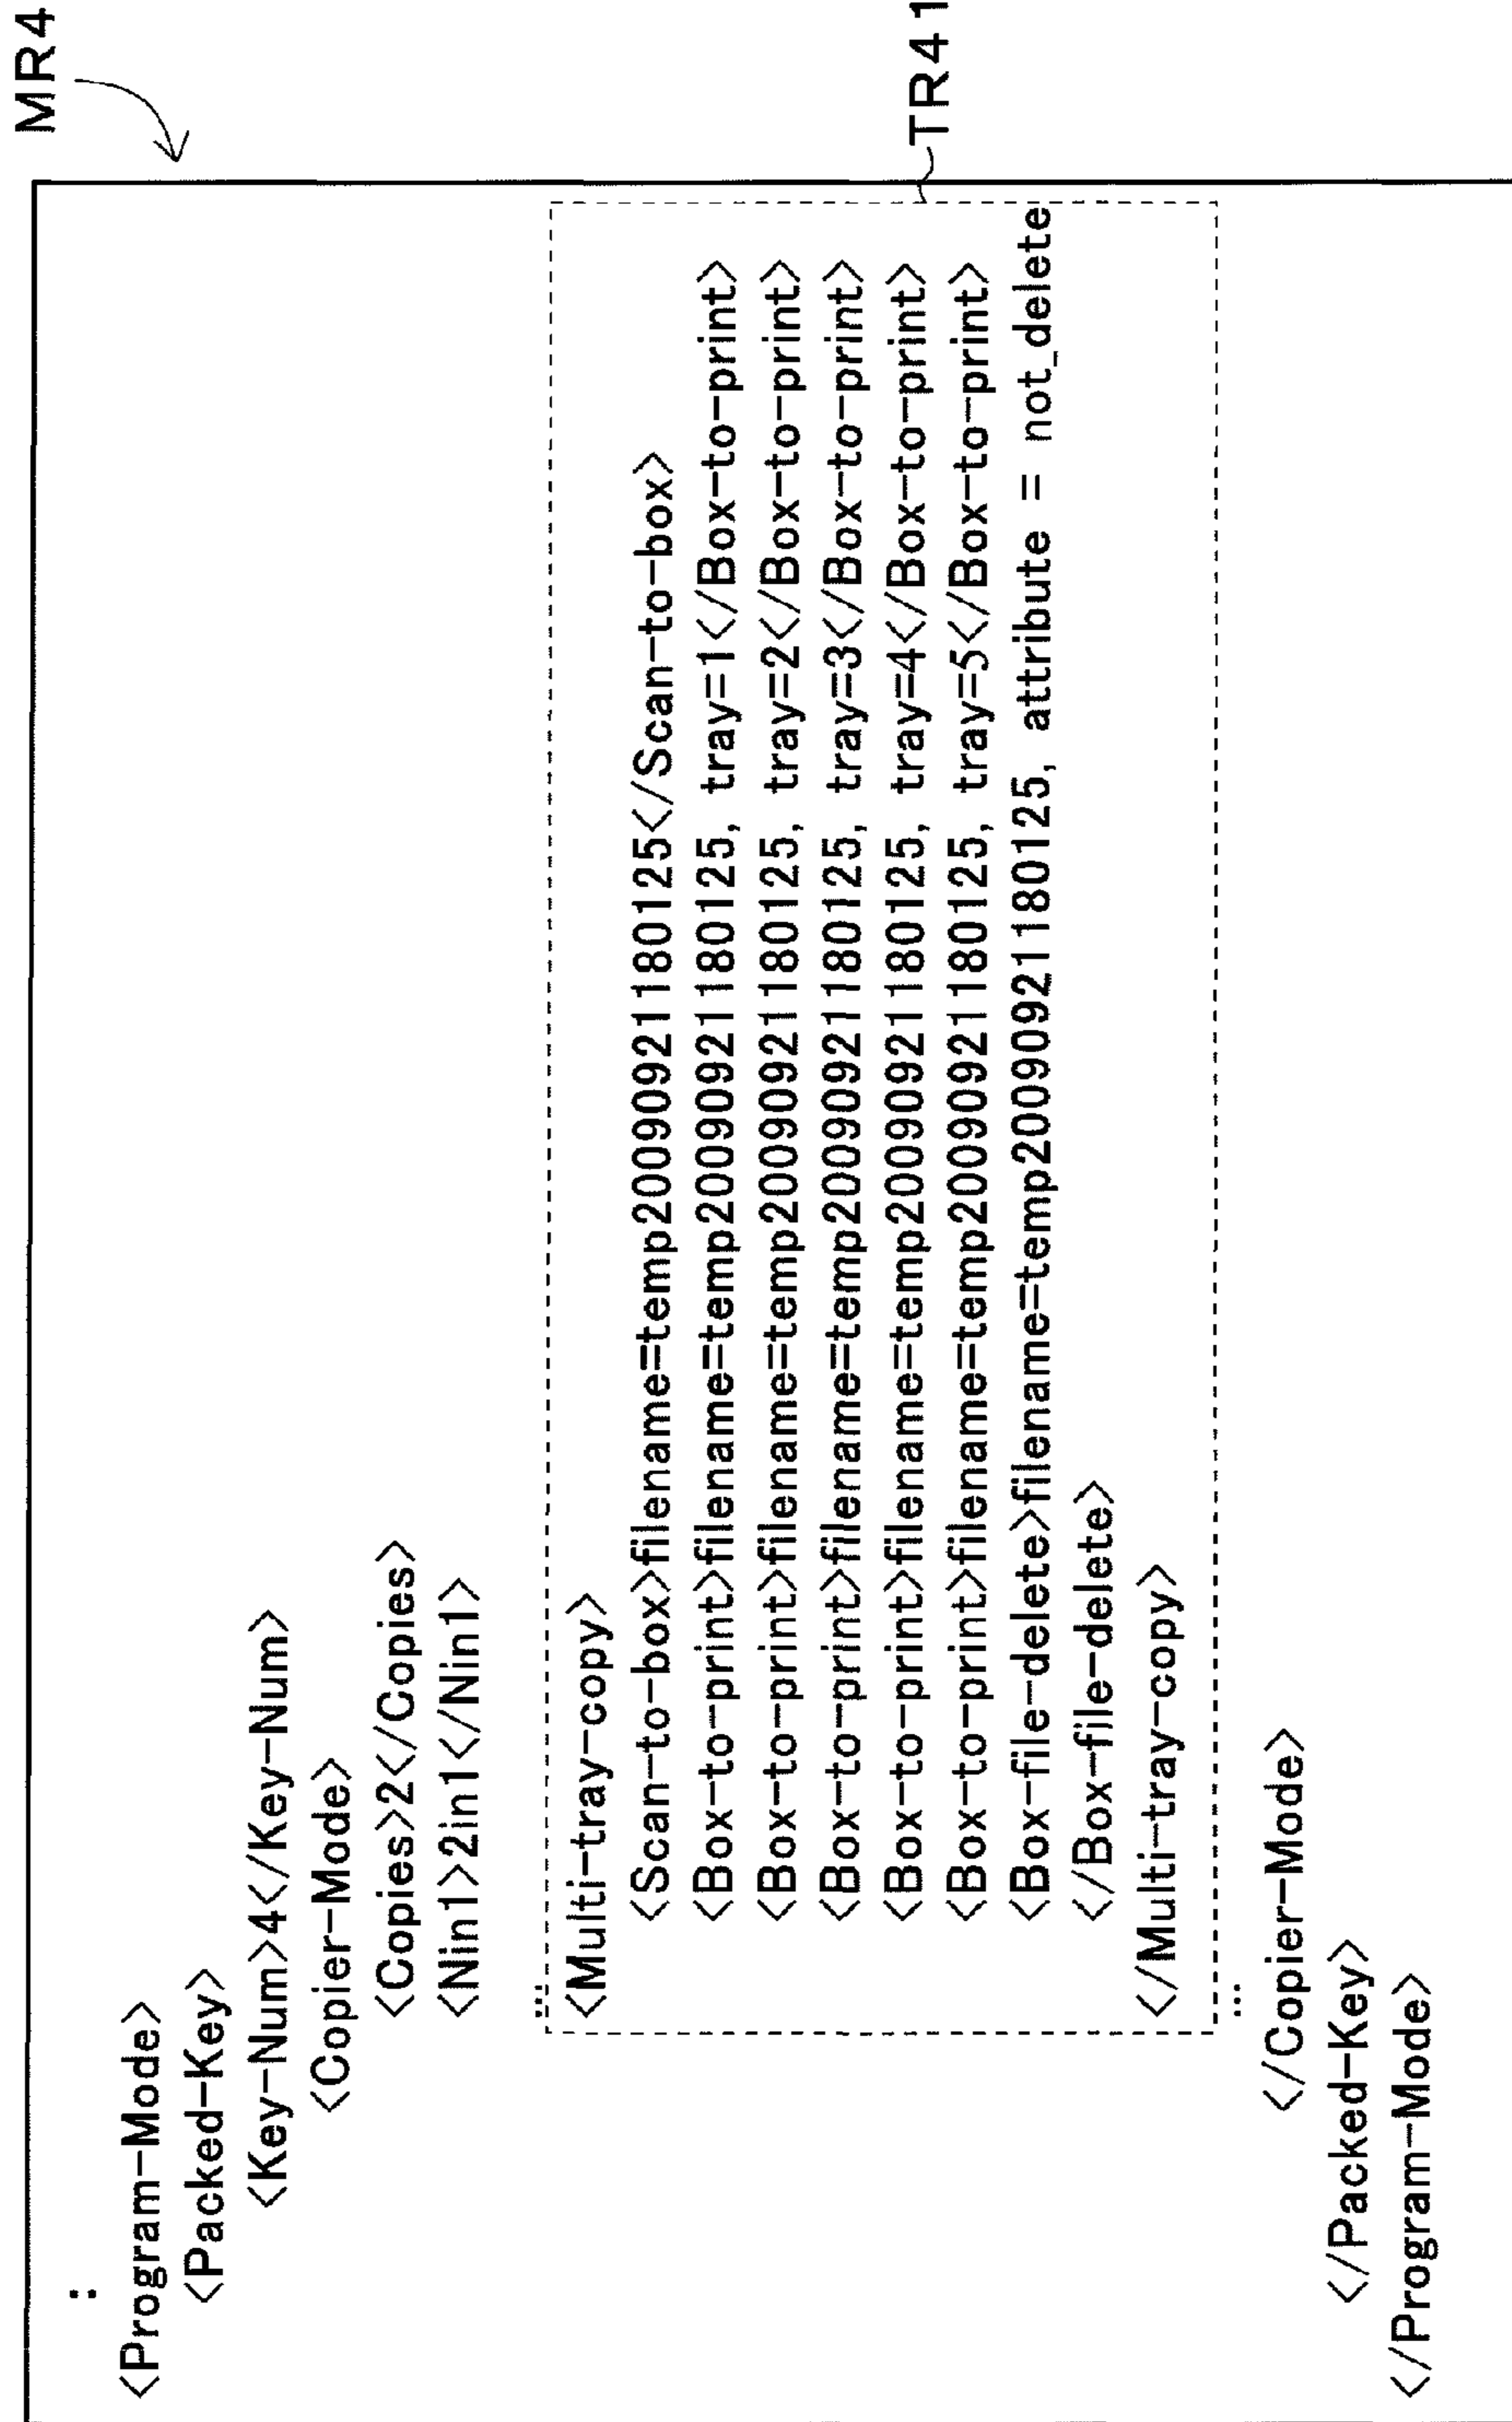 MR4
:
<Program-Mode>
<Packed-Key>
<Key-Num>4</Key-Num>
<Copier-Mode>
<Copies>2</Copies>
<Nin1>2in1</Nin1>
...
<Multi-tray-copy>
<Scan-to-box>filename=temp20090921180125</Scan-to-box>
<Box-to-print>filename=temp20090921180125, tray=1</Box-to-print>
<Box-to-print>filename=temp20090921180125, tray=2</Box-to-print>
<Box-to-print>filename=temp20090921180125, tray=3</Box-to-print>
<Box-to-print>filename=temp20090921180125, tray=4</Box-to-print>
<Box-to-print>filename=temp20090921180125, tray=5</Box-to-print>
<Box-file-delete>filename=temp20090921180125, attribute = not_delete
</Box-file-delete>
</Multi-tray-copy>
TR41
...
</Copier-Mode>
</Packed-Key>
</Program-Mode>